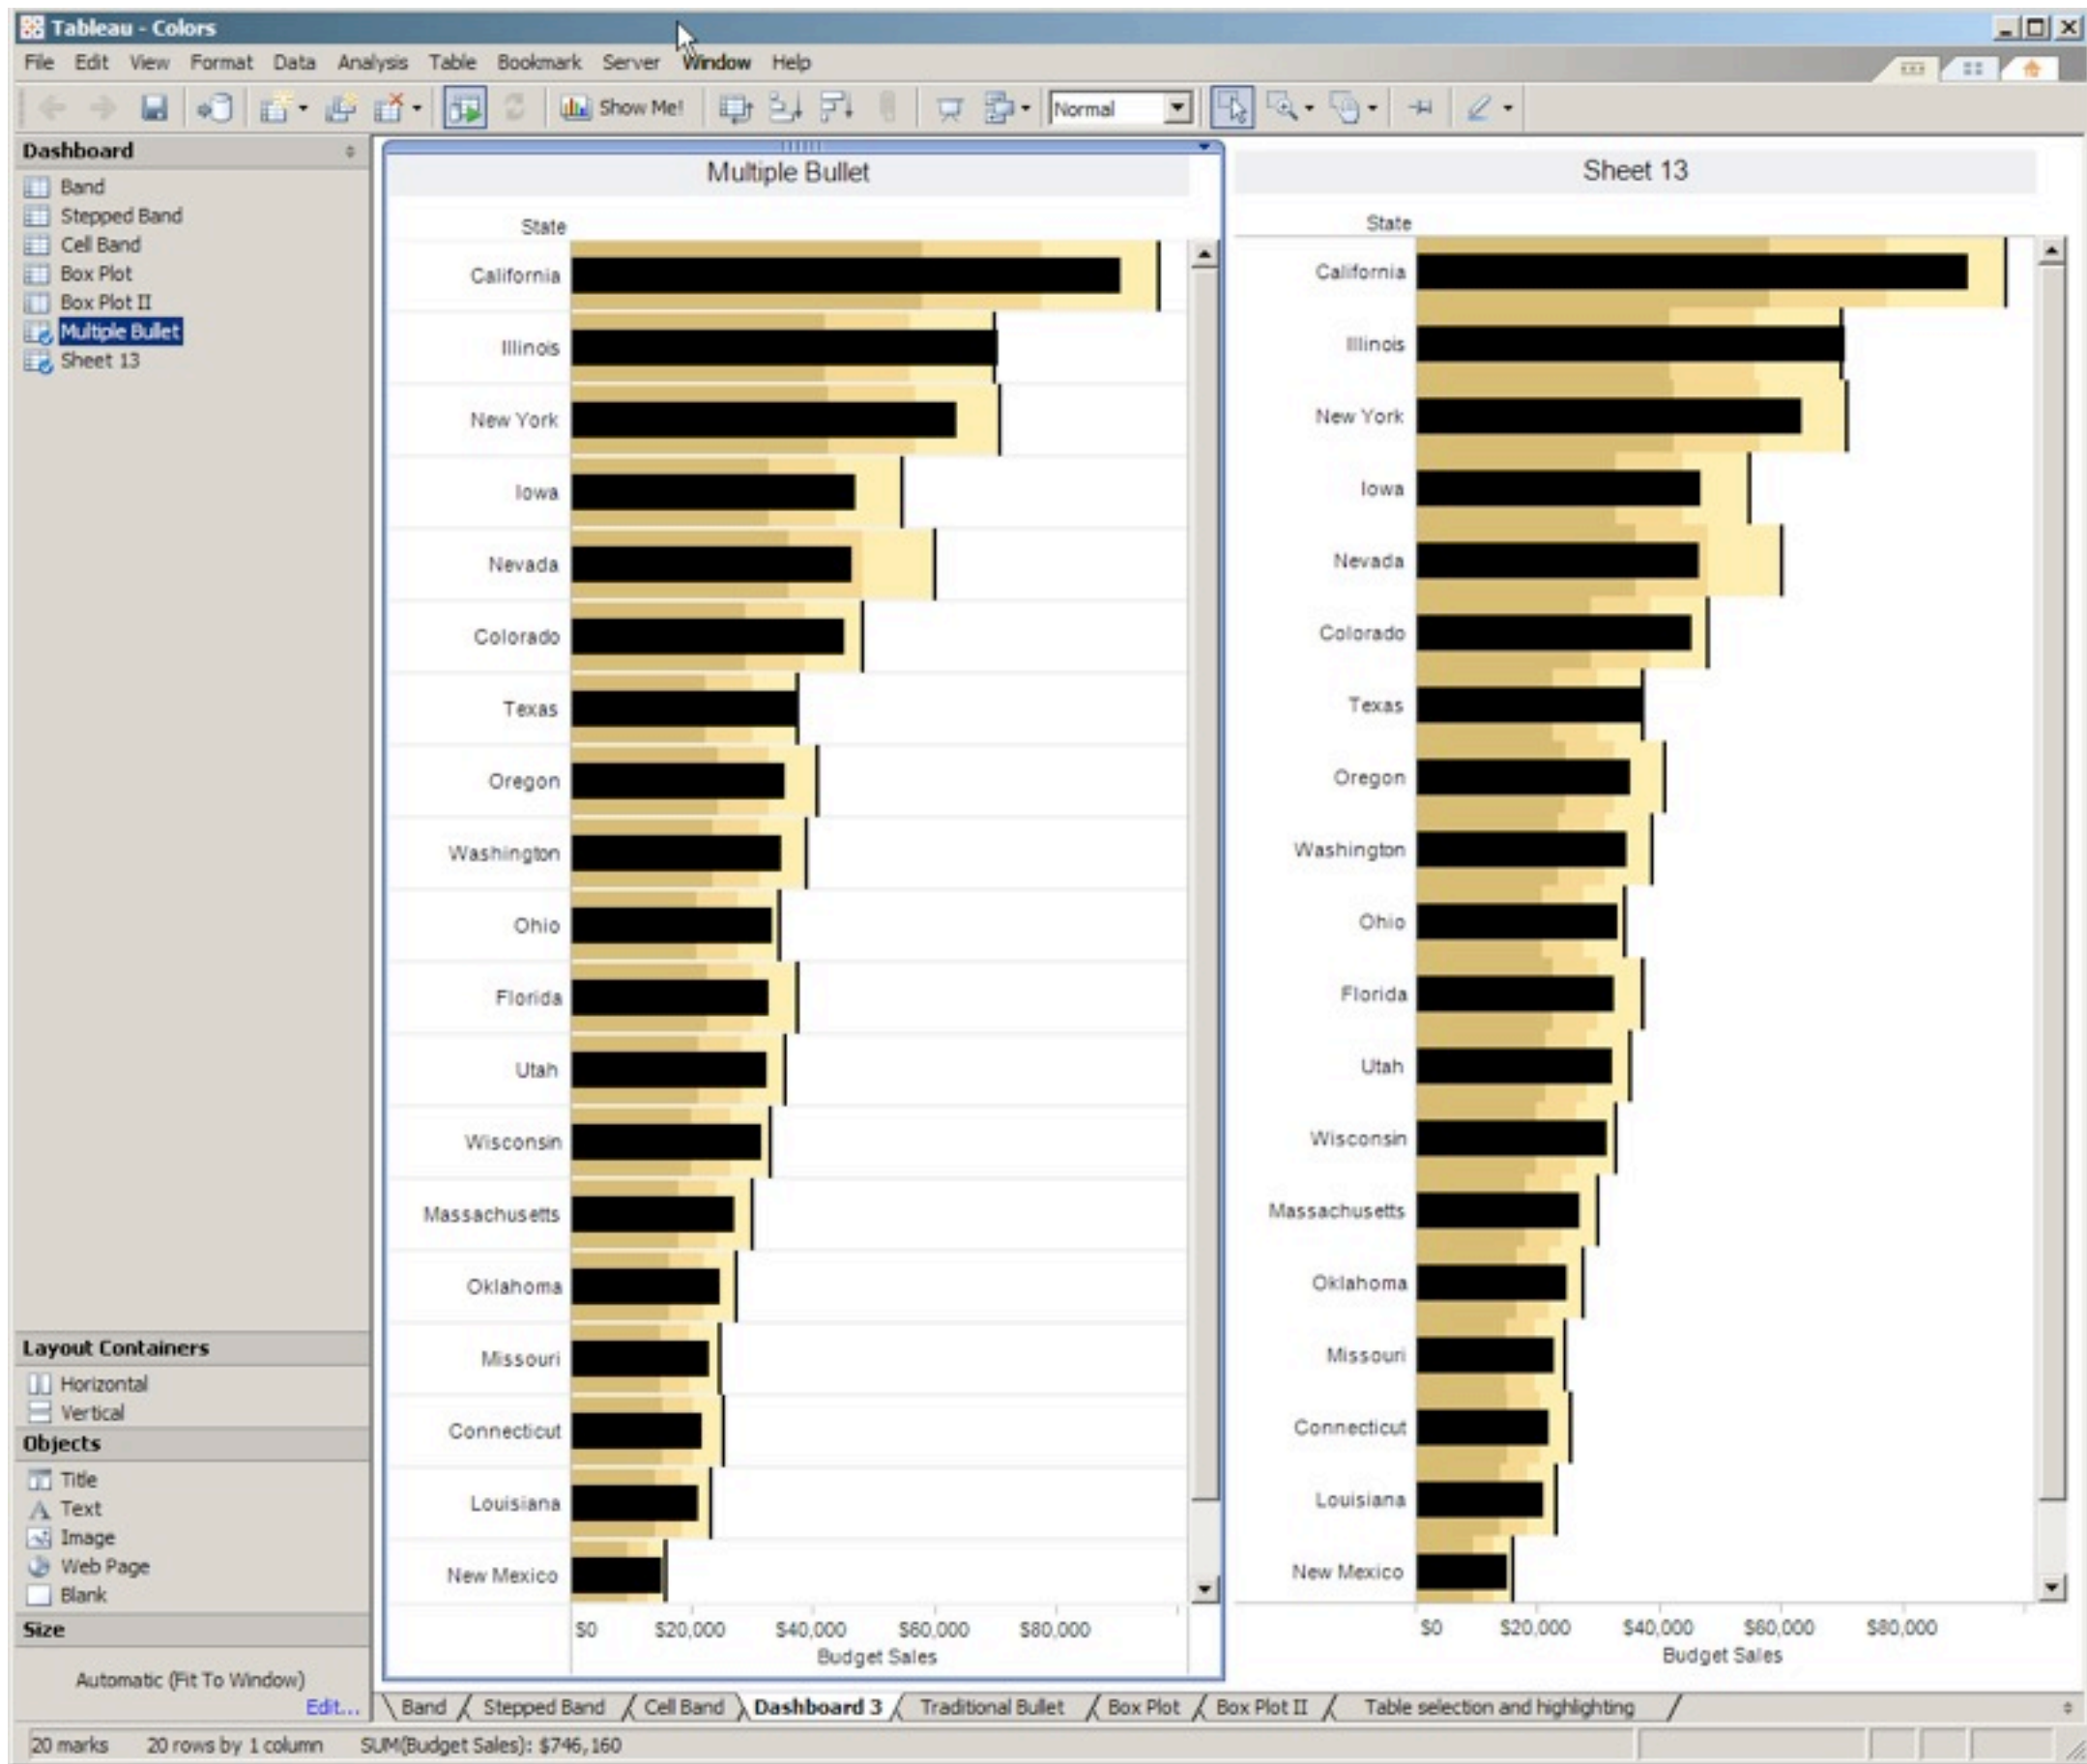 Tableau - Colors
File Edit View Format Data Analysis Table Bookmark Server Window Help
Show Me! Normal
Dashboard
Band
Stepped Band
Cell Band
Box Plot
Box Plot II
Multiple Bullet
Sheet 13
Layout Containers
Horizontal
Vertical
Objects
Title
Text
Image
Web Page
Blank
Size
Automatic (Fit To Window)
Edit...
Multiple Bullet
State
California
Illinois
New York
Iowa
Nevada
Colorado
Texas
Oregon
Washington
Ohio
Florida
Utah
Wisconsin
Massachusetts
Oklahoma
Missouri
Connecticut
Louisiana
New Mexico
$0 $20,000 $40,000 $60,000 $80,000
Budget Sales
Sheet 13
State
California
Illinois
New York
Iowa
Nevada
Colorado
Texas
Oregon
Washington
Ohio
Florida
Utah
Wisconsin
Massachusetts
Oklahoma
Missouri
Connecticut
Louisiana
New Mexico
$0 $20,000 $40,000 $60,000 $80,000
Budget Sales
Band Stepped Band Cell Band Dashboard 3 Traditional Bullet Box Plot Box Plot II Table selection and highlighting
20 marks 20 rows by 1 column SUM(Budget Sales): $746,160